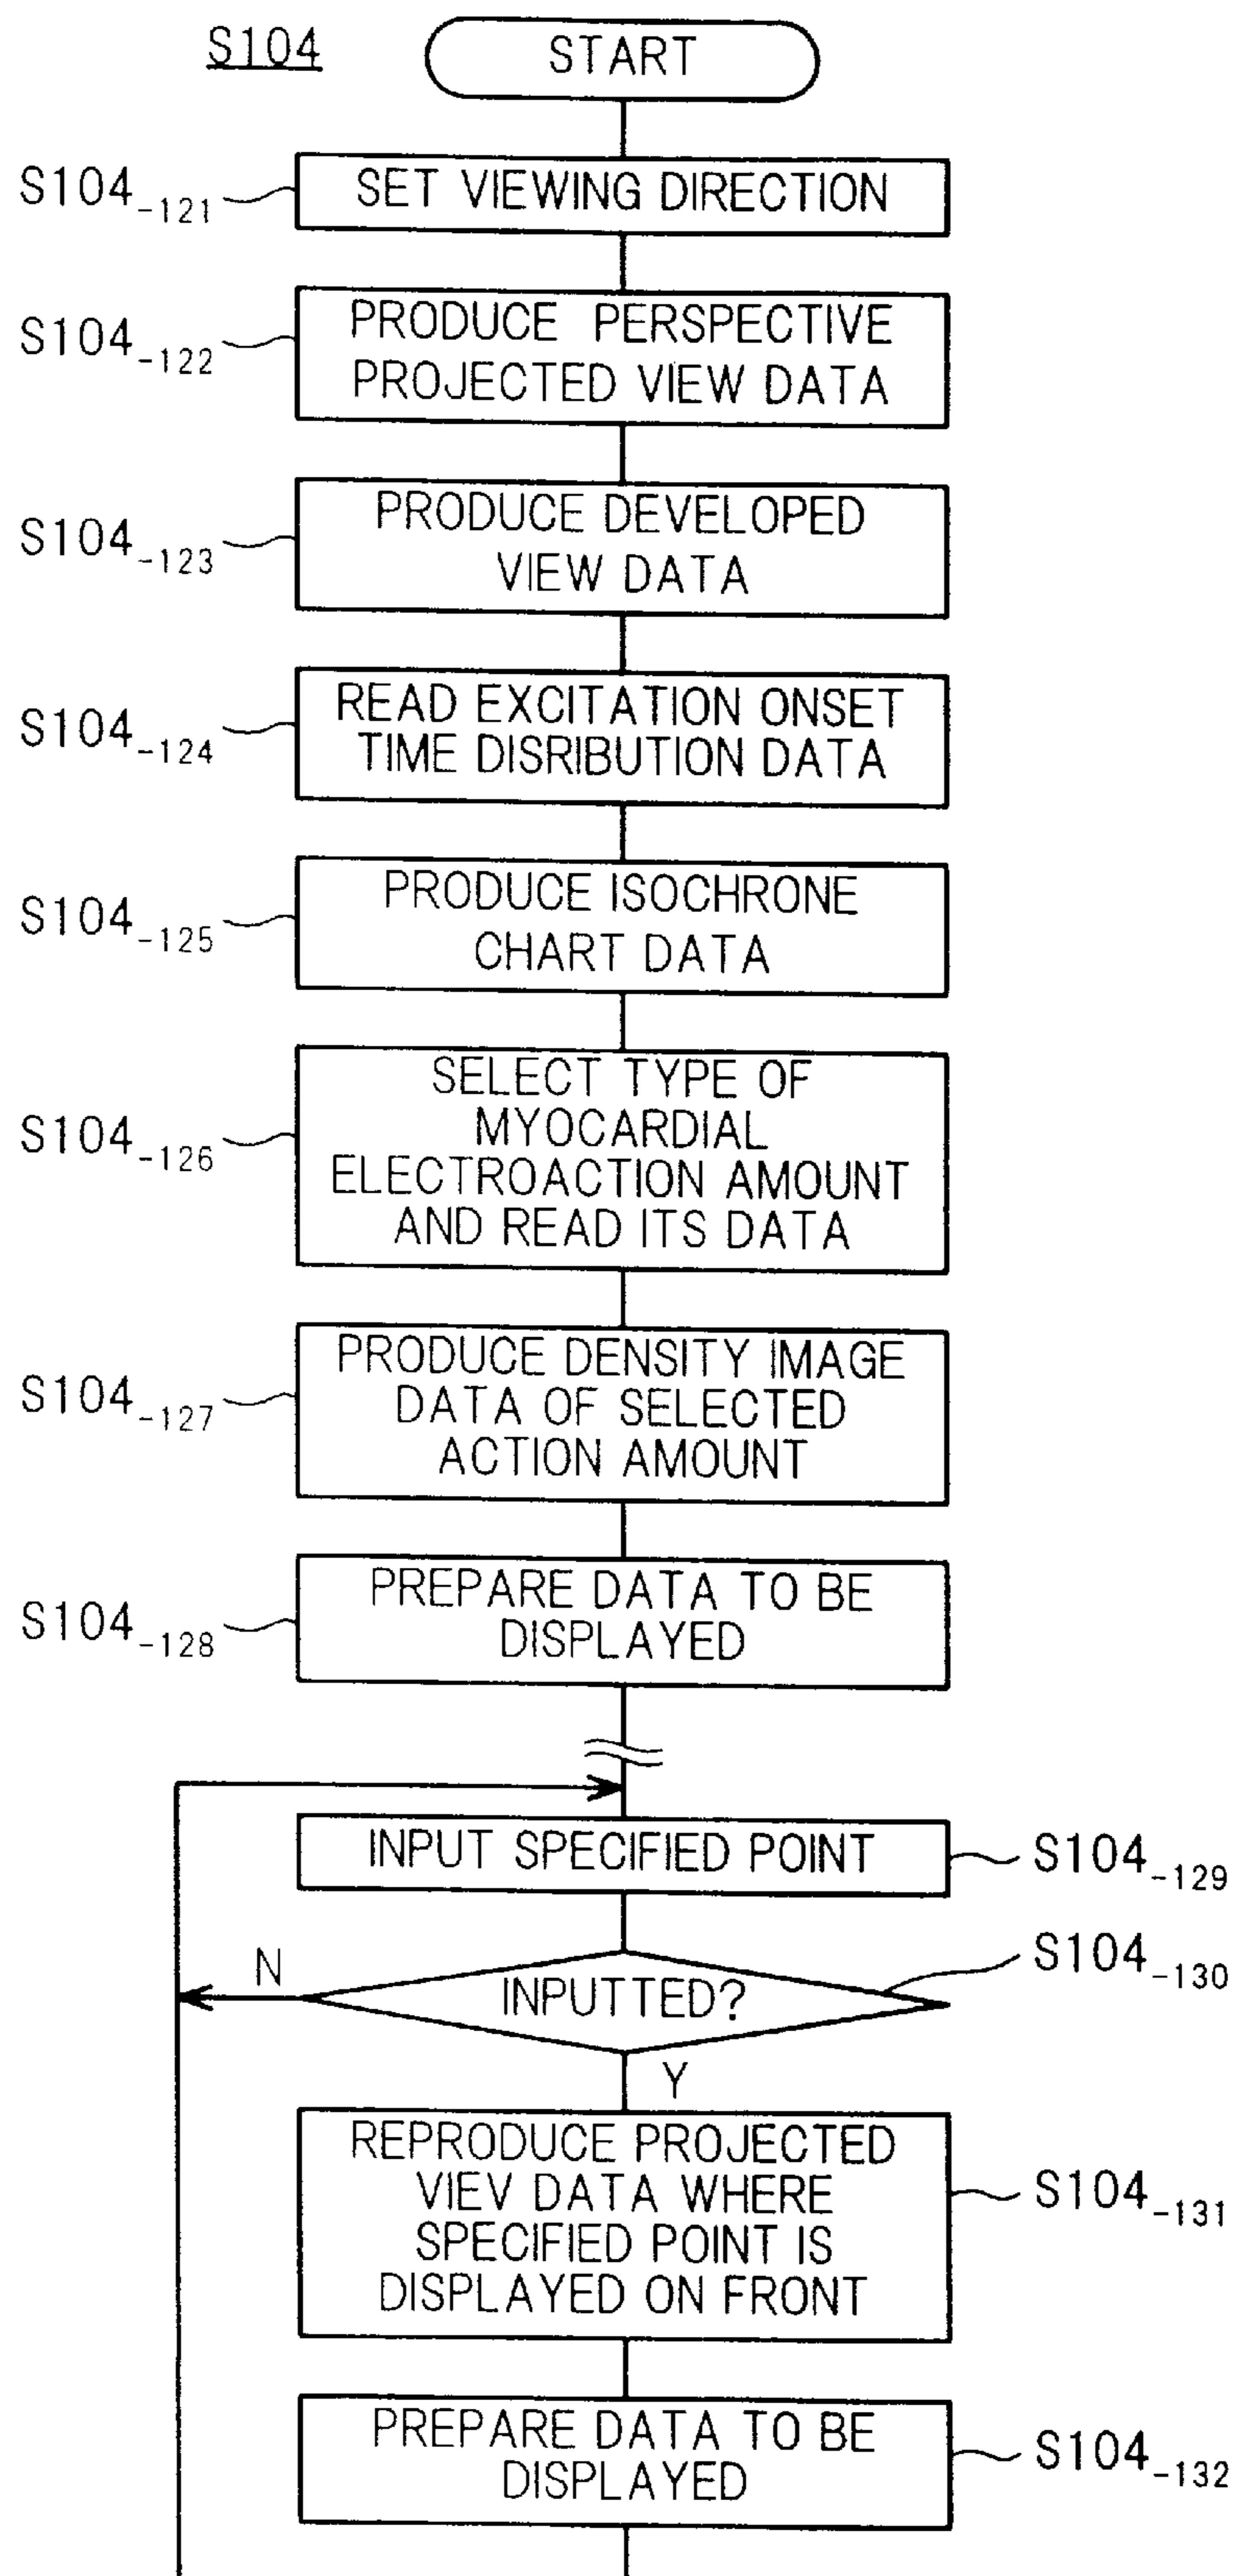 S104
START
S104-121
SET VIEWING DIRECTION
S104-122
PRODUCE PERSPECTIVE
PROJECTED VIEW DATA
S104-123
PRODUCE DEVELOPED
VIEW DATA
S104-124
READ EXCITATION ONSET
TIME DISRIBUTION DATA
S104-125
PRODUCE ISOCHRONE
CHART DATA
S104-126
SELECT TYPE OF
MYOCARDIAL
ELECTROACTION AMOUNT
AND READ ITS DATA
S104-127
PRODUCE DENSITY IMAGE
DATA OF SELECTED
ACTION AMOUNT
S104-128
PREPARE DATA TO BE
DISPLAYED
INPUT SPECIFIED POINT
S104-129
N
INPUTTED?
S104-130
Y
REPRODUCE PROJECTED
VIEV DATA WHERE
SPECIFIED POINT IS
DISPLAYED ON FRONT
S104-131
PREPARE DATA TO BE
DISPLAYED
S104-132